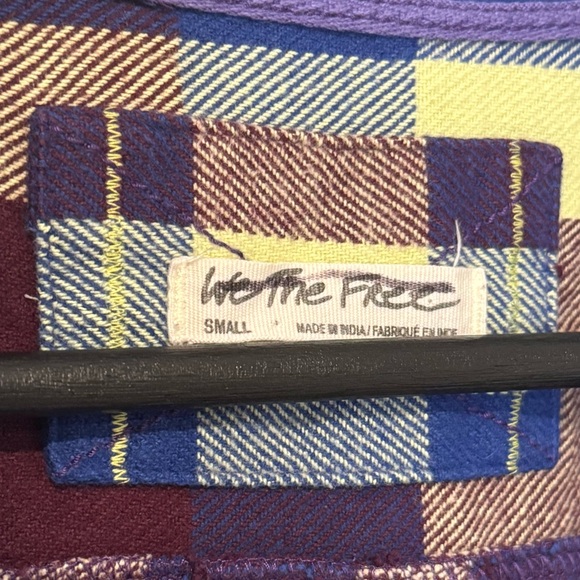 We The Free
SMALL MADE IN INDIA / FABRIQUÉ EN INDE